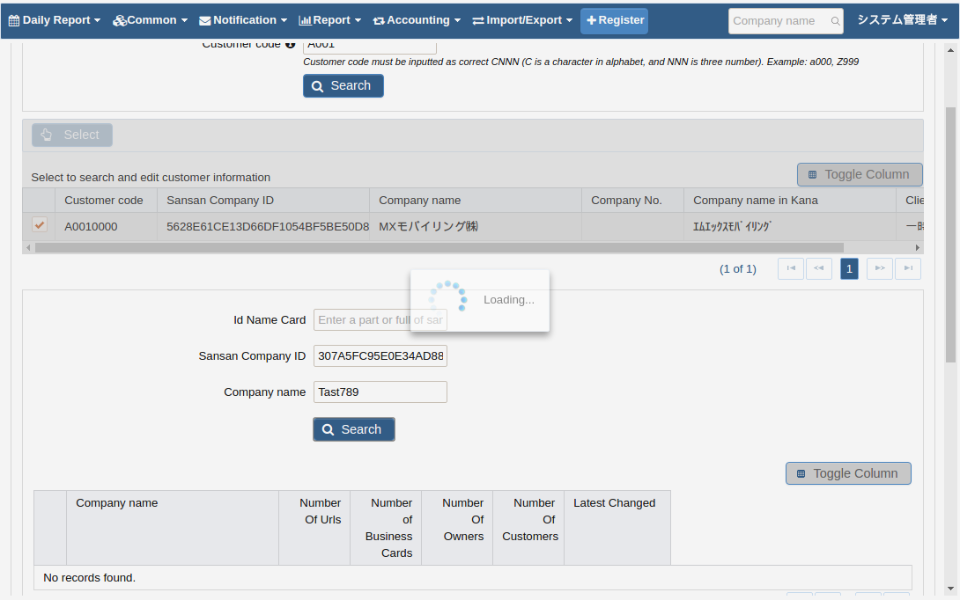 Daily Report Common Notification Report Accounting Import/Export Register Company name システム管理者
Customer code A001
Customer code must be inputted as correct CNNN (C is a character in alphabet, and NNN is three number). Example: a000, Z999
Search
Select
Select to search and edit customer information Toggle Column
Customer code Sansan Company ID Company name Company No. Company name in Kana Clie
A0010000 5628E61CE13D66DF1054BF5BE50D8 MXモバイリング㈱ ｴﾑｴｯｸｽﾓﾊﾞｲﾘﾝｸﾞ 一時
(1 of 1) 1
Loading...
Id Name Card Enter a part or full of sar
Sansan Company ID 307A5FC95E0E34AD88
Company name Tast789
Search
Toggle Column
Company name Number Of Urls Number of Business Cards Number Of Owners Number Of Customers Latest Changed
No records found.